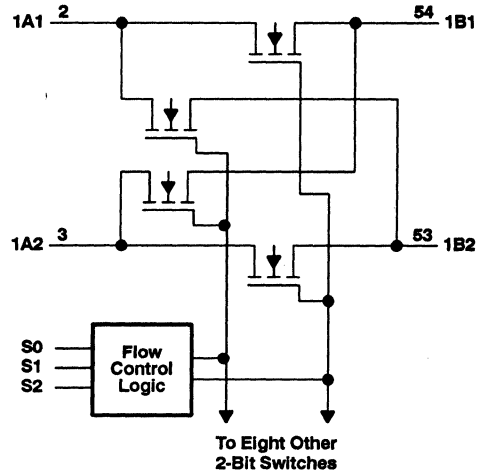 1A1 2 54 1B1
1A2 3 53 1B2
S0
S1
S2
Flow
Control
Logic
To Eight Other
2-Bit Switches